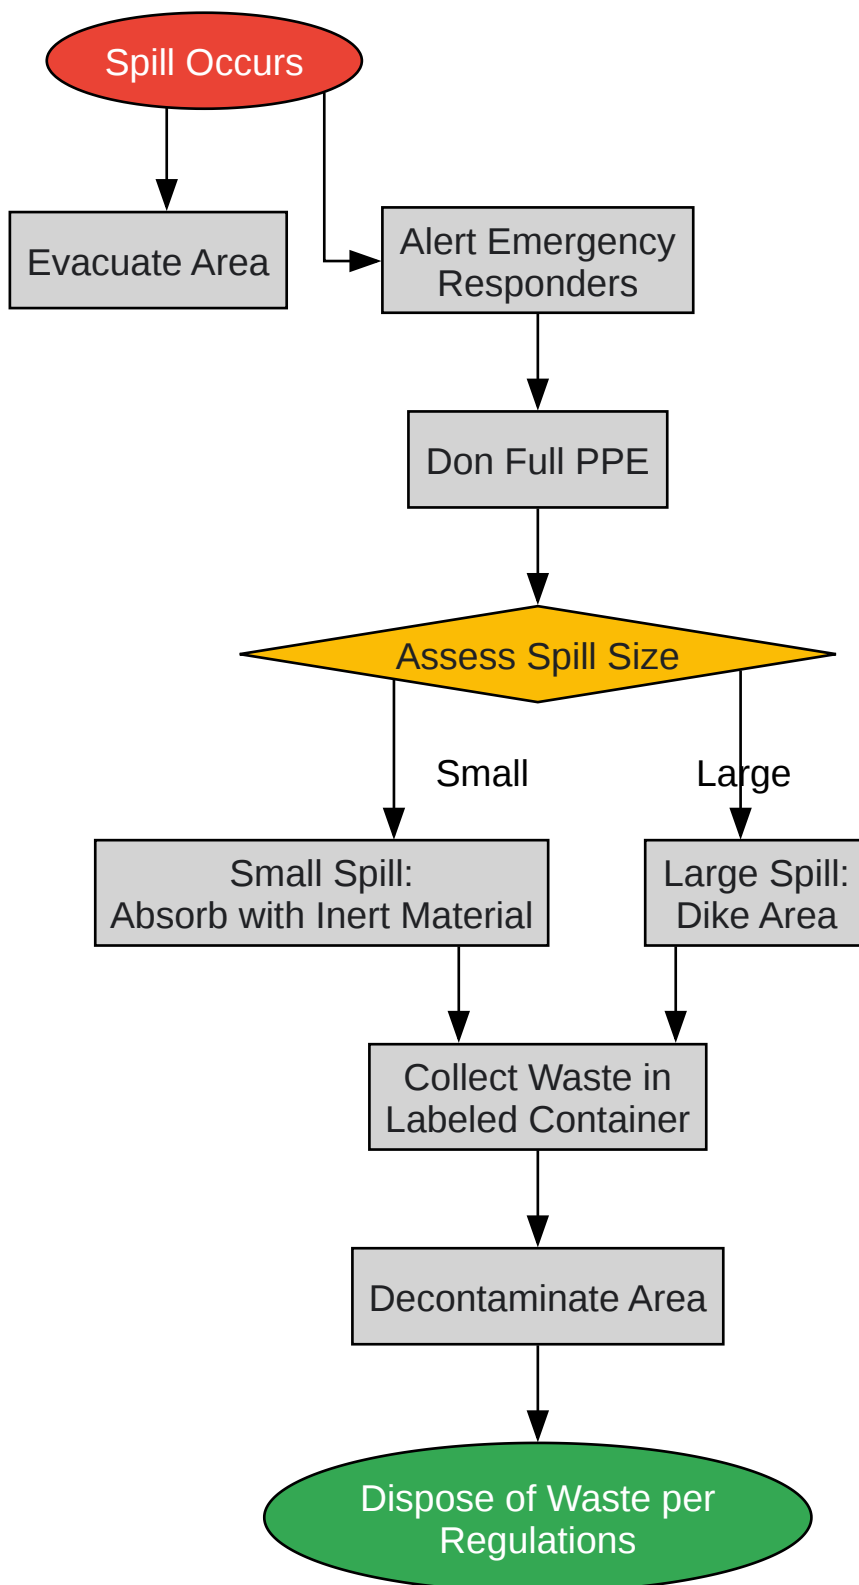 Spill Occurs
Evacuate Area
Alert Emergency
Responders
Don Full PPE
Assess Spill Size
Small
Large
Small Spill:
Absorb with Inert Material
Large Spill:
Dike Area
Collect Waste in
Labeled Container
Decontaminate Area
Dispose of Waste per
Regulations